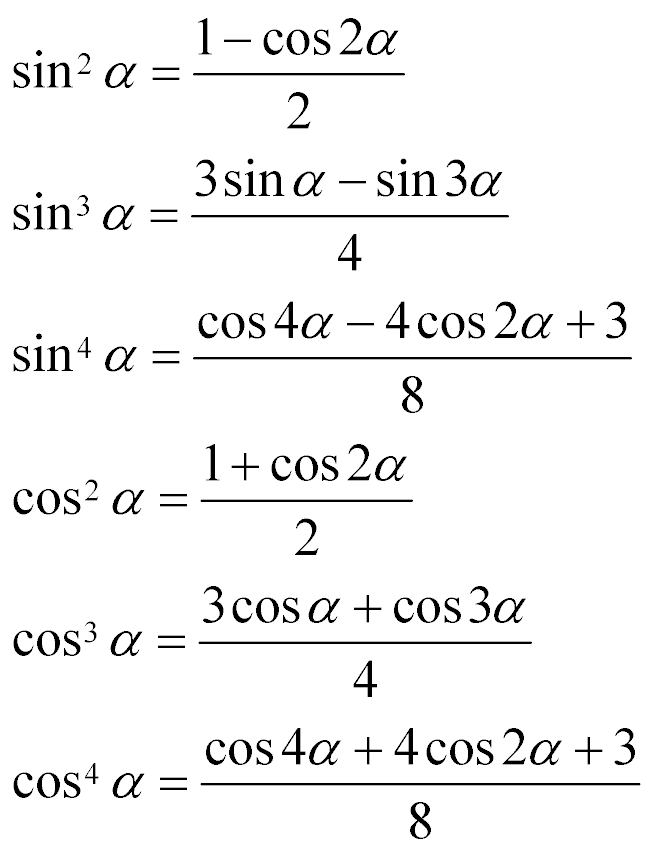 sin² α = (1 − cos 2α) / 2
sin³ α = (3 sin α − sin 3α) / 4
sin⁴ α = (cos 4α − 4 cos 2α + 3) / 8
cos² α = (1 + cos 2α) / 2
cos³ α = (3 cos α + cos 3α) / 4
cos⁴ α = (cos 4α + 4 cos 2α + 3) / 8